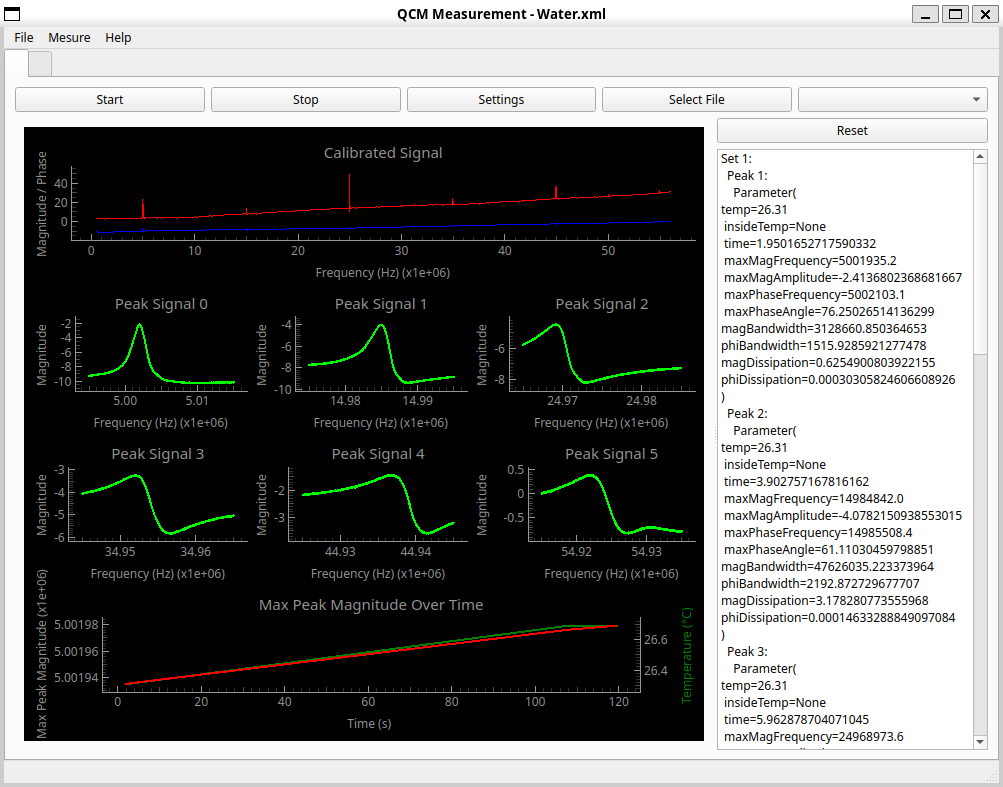 QCM Measurement - Water.xml
File Mesure Help
Start Stop Settings Select File
Reset
Calibrated Signal
Magnitude / Phase
40
20
0
0 10 20 30 40 50
Frequency (Hz) (x1e+06)
Peak Signal 0
Magnitude
-2
-4
-6
-8
-10
5.00 5.01
Frequency (Hz) (x1e+06)
Peak Signal 1
Magnitude
-4
-6
-8
-10
14.98 14.99
Frequency (Hz) (x1e+06)
Peak Signal 2
Magnitude
-6
-8
24.97 24.98
Frequency (Hz) (x1e+06)
Peak Signal 3
Magnitude
-3
-4
-5
-6
34.95 34.96
Frequency (Hz) (x1e+06)
Peak Signal 4
Magnitude
-2
-3
44.93 44.94
Frequency (Hz) (x1e+06)
Peak Signal 5
Magnitude
0.5
0
-0.5
54.92 54.93
Frequency (Hz) (x1e+06)
Max Peak Magnitude Over Time
Max Peak Magnitude (x1e+06)
5.00198
5.00196
5.00194
0 20 40 60 80 100 120
Time (s)
26.6
26.4
Temperature (°C)
Set 1:
Peak 1:
Parameter(
temp=26.31
insideTemp=None
time=1.9501652717590332
maxMagFrequency=5001935.2
maxMagAmplitude=-2.4136802368681667
maxPhaseFrequency=5002103.1
maxPhaseAngle=76.25026514136299
magBandwidth=3128660.850364653
phiBandwidth=1515.9285921277478
magDissipation=0.6254900803922155
phiDissipation=0.00030305824606608926
)
Peak 2:
Parameter(
temp=26.31
insideTemp=None
time=3.902757167816162
maxMagFrequency=14984842.0
maxMagAmplitude=-4.0782150938553015
maxPhaseFrequency=14985508.4
maxPhaseAngle=61.11030459798851
magBandwidth=47626035.223373964
phiBandwidth=2192.872729677707
magDissipation=3.178280773555968
phiDissipation=0.00014633288849097084
)
Peak 3:
Parameter(
temp=26.31
insideTemp=None
time=5.962878704071045
maxMagFrequency=24968973.6